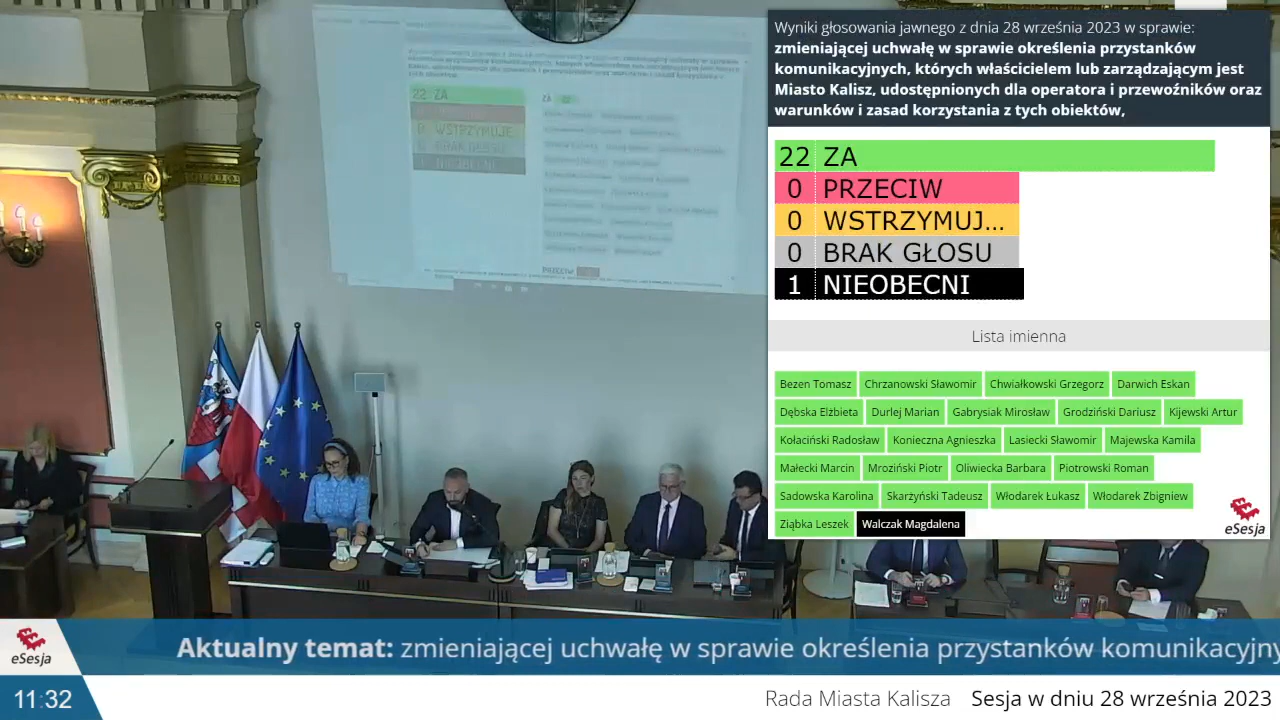 Wyniki głosowania jawnego z dnia 28 września 2023 w sprawie:
zmieniającej uchwałę w sprawie określenia przystanków
komunikacyjnych, których właścicielem lub zarządzającym jest
Miasto Kalisz, udostępnionych dla operatora i przewoźników oraz
warunków i zasad korzystania z tych obiektów,
22 ZA
0 PRZECIW
0 WSTRZYMUJ...
0 BRAK GŁOSU
1 NIEOBECNI
Lista imienna
Bezen Tomasz Chrzanowski Sławomir Chwiałkowski Grzegorz Darwich Eskan
Dębska Elżbieta Durlej Marian Gabrysiak Mirosław Grodziński Dariusz Kijewski Artur
Kołaciński Radosław Konieczna Agnieszka Lasiecki Sławomir Majewska Kamila
Małecki Marcin Mroziński Piotr Oliwiecka Barbara Piotrowski Roman
Sadowska Karolina Skarżyński Tadeusz Włodarek Łukasz Włodarek Zbigniew
Ziąbka Leszek Walczak Magdalena
eSesja
22 ZA
WSTRZYMUJĘ
NIEOBECNI
ZA
PRZECIW
eSesja
Aktualny temat: zmieniającej uchwałę w sprawie określenia przystanków komunikacyjny
11:32
Rada Miasta Kalisza Sesja w dniu 28 września 2023